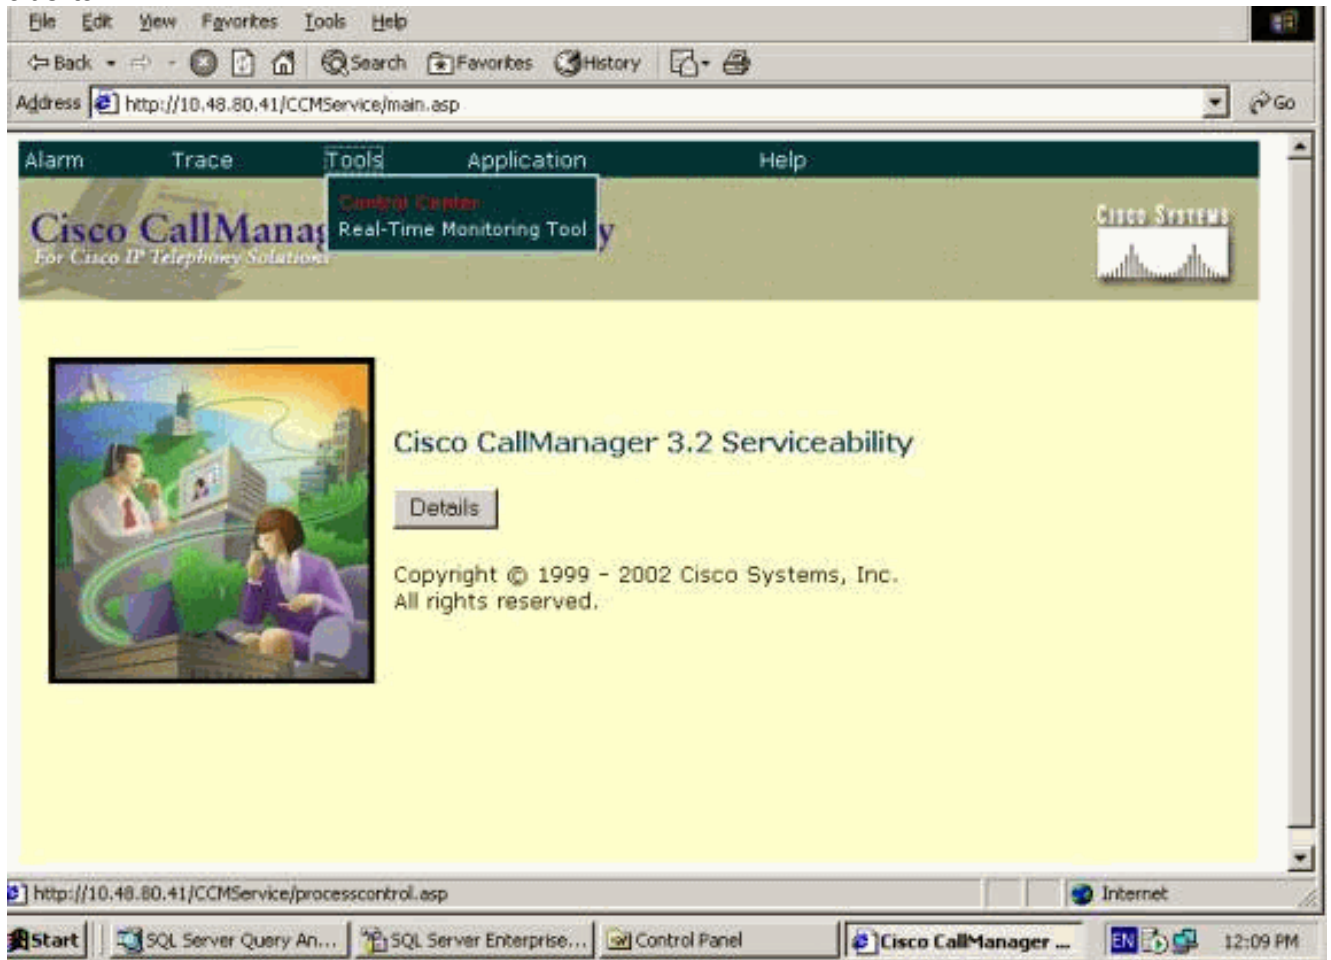 File Edit View Favorites Tools Help
Back Search Favorites History
Address http://10.48.80.41/CCMService/main.asp Go
Alarm Trace Tools Application Help
Control Center
Real-Time Monitoring Tool
Cisco CallManag y
For Cisco IP Telephony Solutions
CISCO SYSTEMS
Cisco CallManager 3.2 Serviceability
Details
Copyright © 1999 - 2002 Cisco Systems, Inc.
All rights reserved.
http://10.48.80.41/CCMService/processcontrol.asp Internet
Start SQL Server Query An... SQL Server Enterprise... Control Panel Cisco CallManager ... EN 12:09 PM